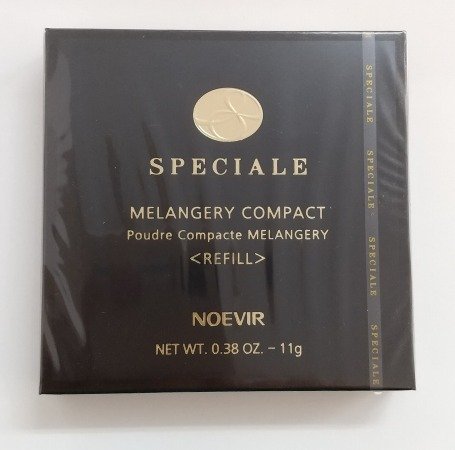 SPECIALE
MELANGERY COMPACT
Poudre Compacte MELANGERY
<REFILL>
NOEVIR
NET WT. 0.38 OZ. – 11g
SPECIALE
SPECIALE
SPECIALE
SPECIALE